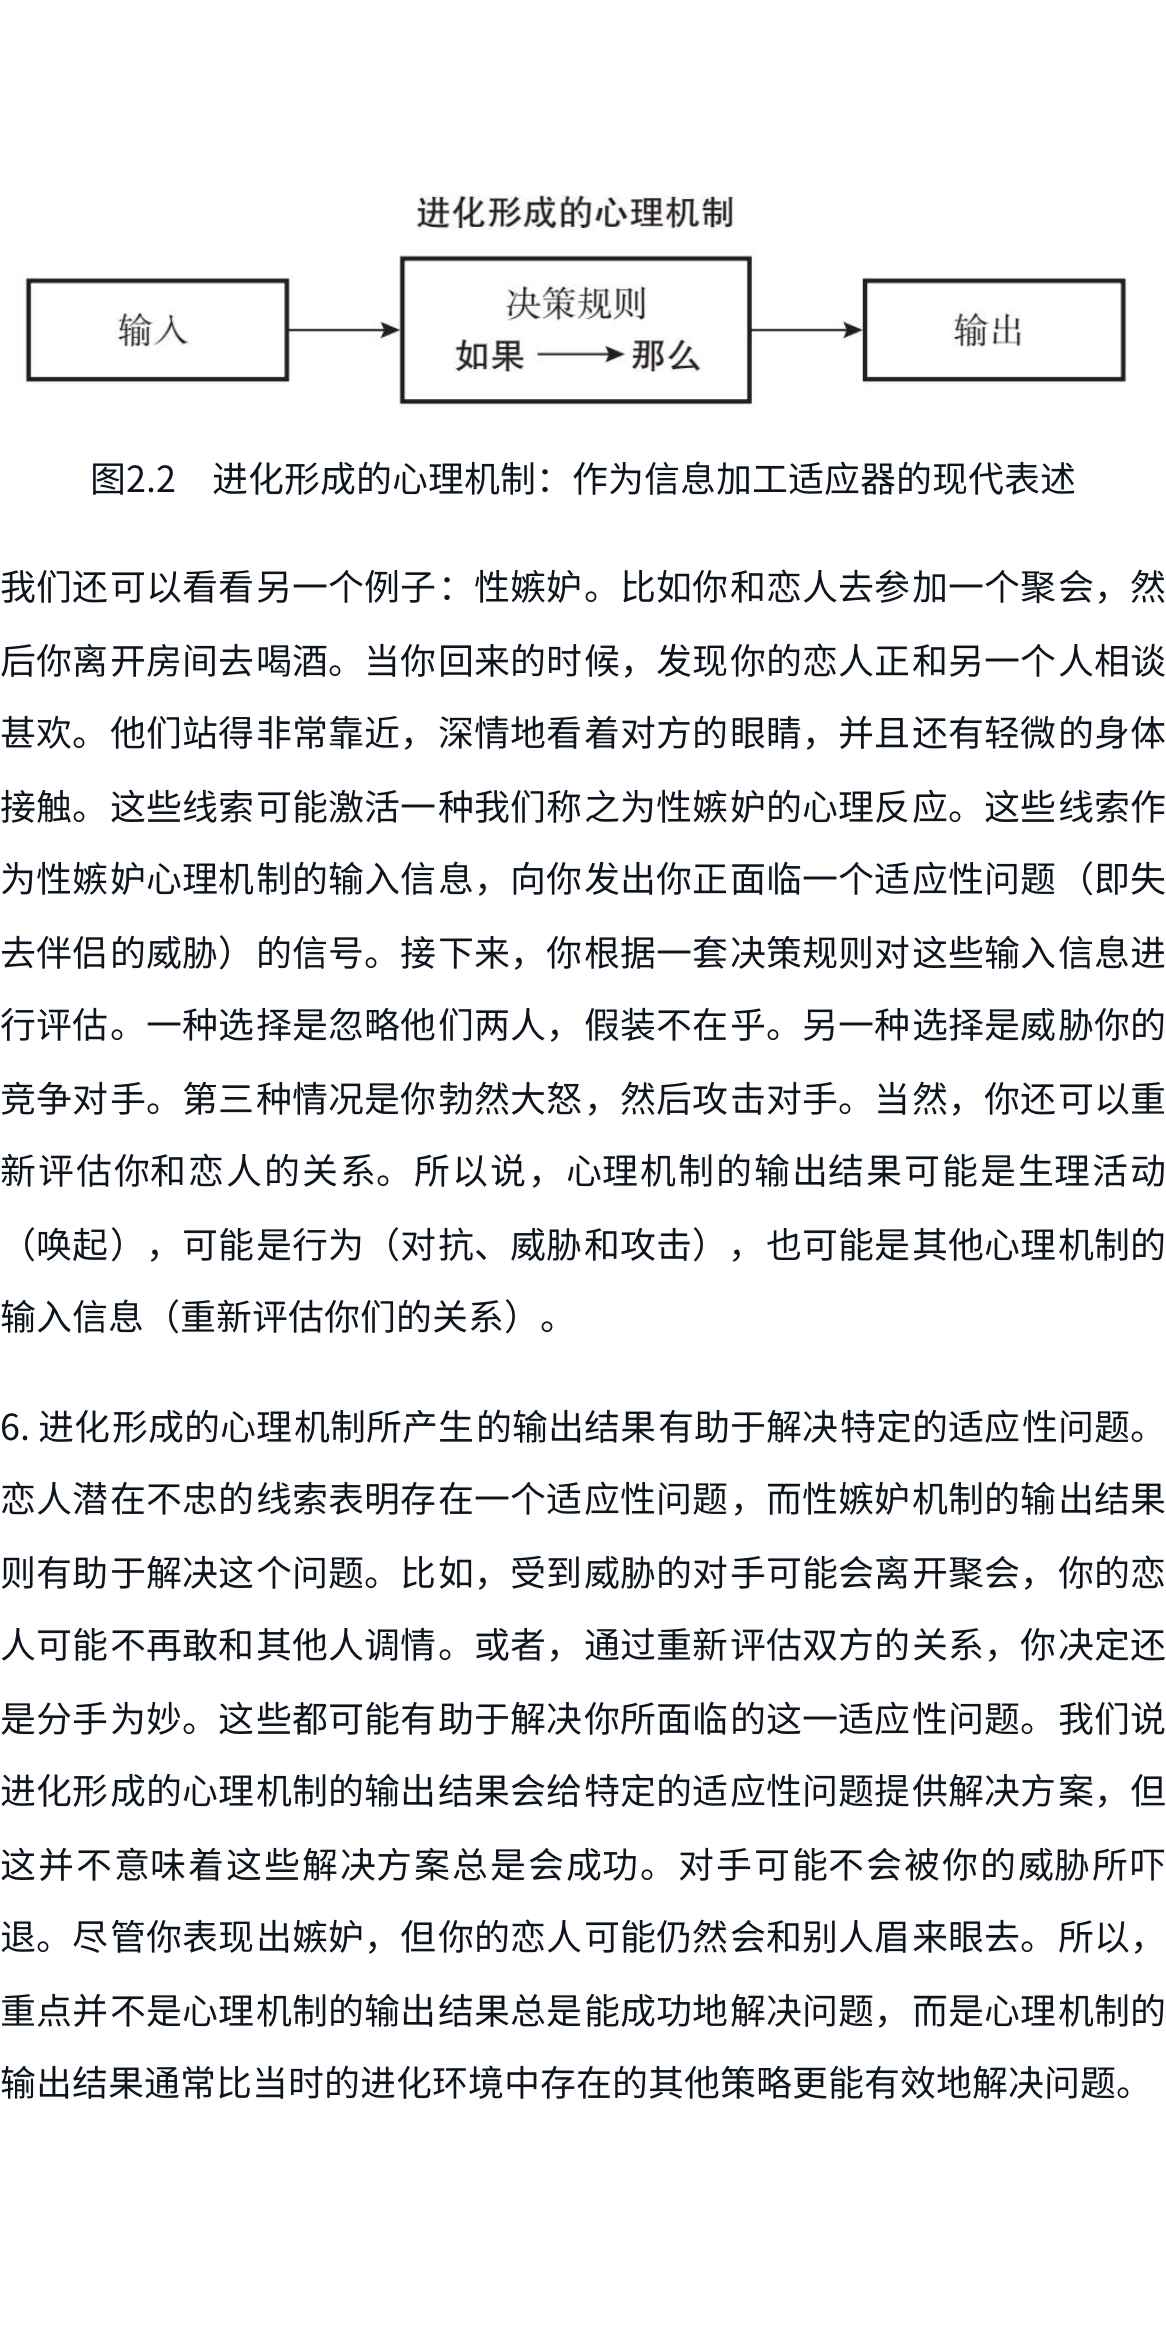 进化形成的心理机制
输入
决策规则
如果 → 那么
输出
图2.2 进化形成的心理机制：作为信息加工适应器的现代表述
我们还可以看看另一个例子：性嫉妒。比如你和恋人去参加一个聚会，然
后你离开房间去喝酒。当你回来的时候，发现你的恋人正和另一个人相谈
甚欢。他们站得非常靠近，深情地看着对方的眼睛，并且还有轻微的身体
接触。这些线索可能激活一种我们称之为性嫉妒的心理反应。这些线索作
为性嫉妒心理机制的输入信息，向你发出你正面临一个适应性问题（即失
去伴侣的威胁）的信号。接下来，你根据一套决策规则对这些输入信息进
行评估。一种选择是忽略他们两人，假装不在乎。另一种选择是威胁你的
竞争对手。第三种情况是你勃然大怒，然后攻击对手。当然，你还可以重
新评估你和恋人的关系。所以说，心理机制的输出结果可能是生理活动
（唤起），可能是行为（对抗、威胁和攻击），也可能是其他心理机制的
输入信息（重新评估你们的关系）。
6. 进化形成的心理机制所产生的输出结果有助于解决特定的适应性问题。
恋人潜在不忠的线索表明存在一个适应性问题，而性嫉妒机制的输出结果
则有助于解决这个问题。比如，受到威胁的对手可能会离开聚会，你的恋
人可能不再敢和其他人调情。或者，通过重新评估双方的关系，你决定还
是分手为妙。这些都可能有助于解决你所面临的这一适应性问题。我们说
进化形成的心理机制的输出结果会给特定的适应性问题提供解决方案，但
这并不意味着这些解决方案总是会成功。对手可能不会被你的威胁所吓
退。尽管你表现出嫉妒，但你的恋人可能仍然会和别人眉来眼去。所以，
重点并不是心理机制的输出结果总是能成功地解决问题，而是心理机制的
输出结果通常比当时的进化环境中存在的其他策略更能有效地解决问题。